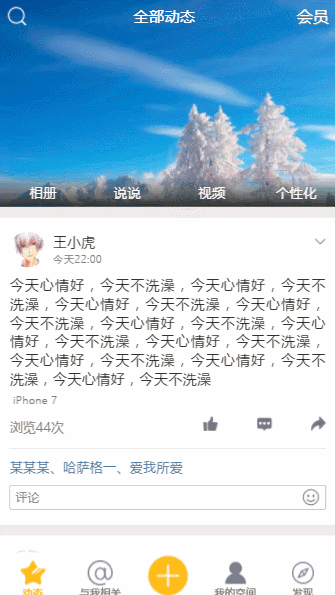 全部动态
会员
相册 说说 视频 个性化
王小虎
今天22:00
今天心情好，今天不洗澡，今天心情好，今天不洗
澡，今天心情好，今天不洗澡，今天心情好，
今天不洗澡，今天心情好，今天不洗澡，今天心
情好，今天不洗澡，今天心情好，今天不洗澡，
今天心情好，今天不洗澡，今天心情好，今天不
洗澡，今天心情好，今天不洗澡
iPhone 7
浏览44次
某某某、哈萨格一、爱我所爱
评论
动态 与我相关 我的空间 发现